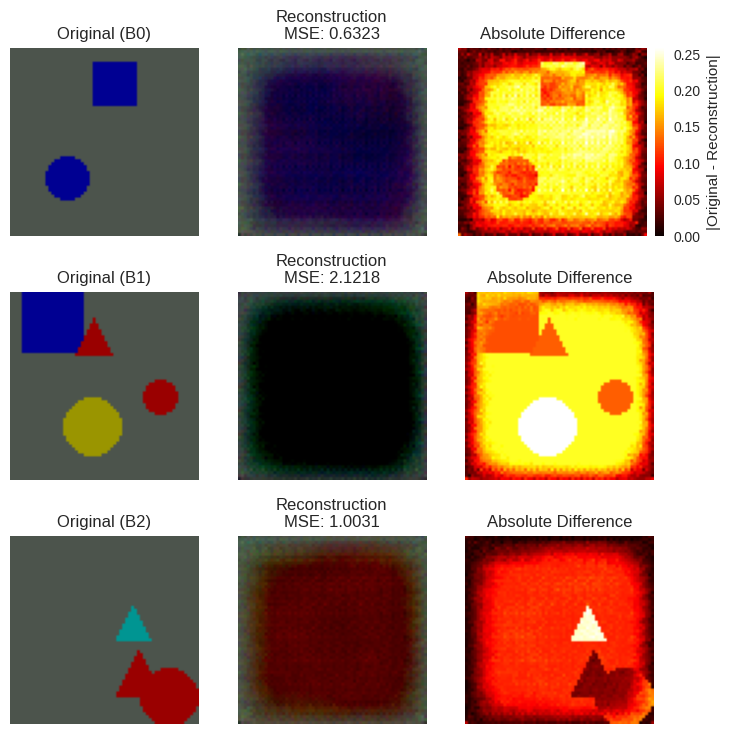 Original (B0)
Reconstruction
MSE: 0.6323
Absolute Difference
0.25
0.20
0.15
0.10
0.05
0.00
|Original - Reconstruction|
Original (B1)
Reconstruction
MSE: 2.1218
Absolute Difference
Original (B2)
Reconstruction
MSE: 1.0031
Absolute Difference